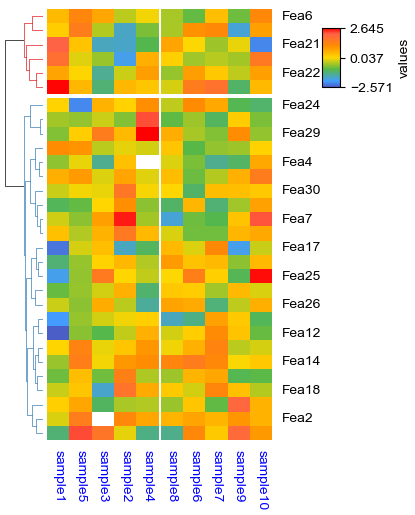 Fea6
Fea21
Fea22
Fea24
Fea29
Fea4
Fea30
Fea7
Fea17
Fea25
Fea26
Fea12
Fea14
Fea18
Fea2
sample1
sample5
sample3
sample2
sample4
sample8
sample6
sample7
sample9
sample10
2.645
0.037
−2.571
values